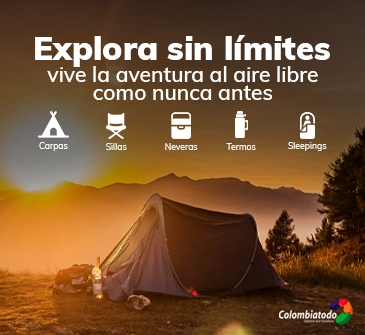 Explora sin límites
vive la aventura al aire libre
como nunca antes
Carpas Sillas Neveras Termos Sleepings
Colombiatodo